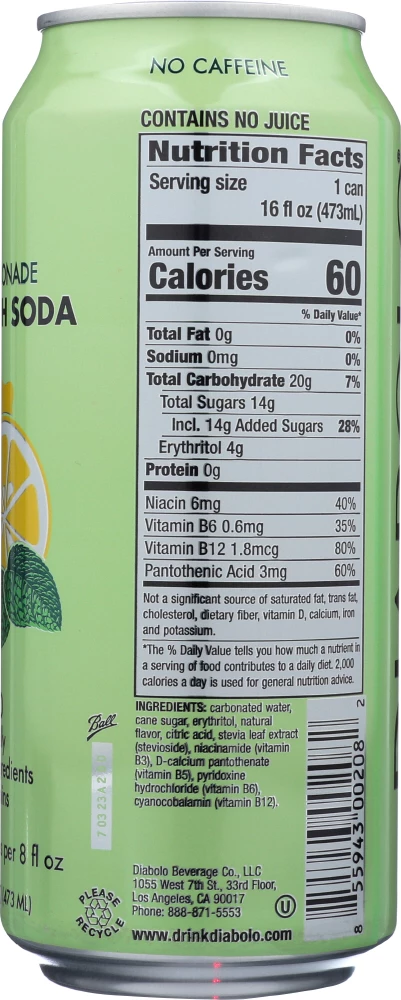 NO CAFFEINE
CONTAINS NO JUICE
Nutrition Facts
Serving size 1 can
16 fl oz (473mL)
Amount Per Serving
Calories 60
% Daily Value*
Total Fat 0g 0%
Sodium 0mg 0%
Total Carbohydrate 20g 7%
Total Sugars 14g
Incl. 14g Added Sugars 28%
Erythritol 4g
Protein 0g
Niacin 6mg 40%
Vitamin B6 0.6mg 35%
Vitamin B12 1.8mcg 80%
Pantothenic Acid 3mg 60%
Not a significant source of saturated fat, trans fat,
cholesterol, dietary fiber, vitamin D, calcium, iron
and potassium.
*The % Daily Value tells you how much a nutrient in
a serving of food contributes to a daily diet. 2,000
calories a day is used for general nutrition advice.
INGREDIENTS: carbonated water,
cane sugar, erythritol, natural
flavor, citric acid, stevia leaf extract
(stevioside), niacinamide (vitamin
B3), D-calcium pantothenate
(vitamin B5), pyridoxine
hydrochloride (vitamin B6),
cyanocobalamin (vitamin B12).
Diabolo Beverage Co., LLC
1055 West 7th St., 33rd Floor,
Los Angeles, CA 90017
Phone: 888-871-5553
www.drinkdiabolo.com
U
8 55943 00208 2
Ball
PLEASE
RECYCLE
ONADE
H SODA
edients
ns
per 8 fl oz
473 ML)